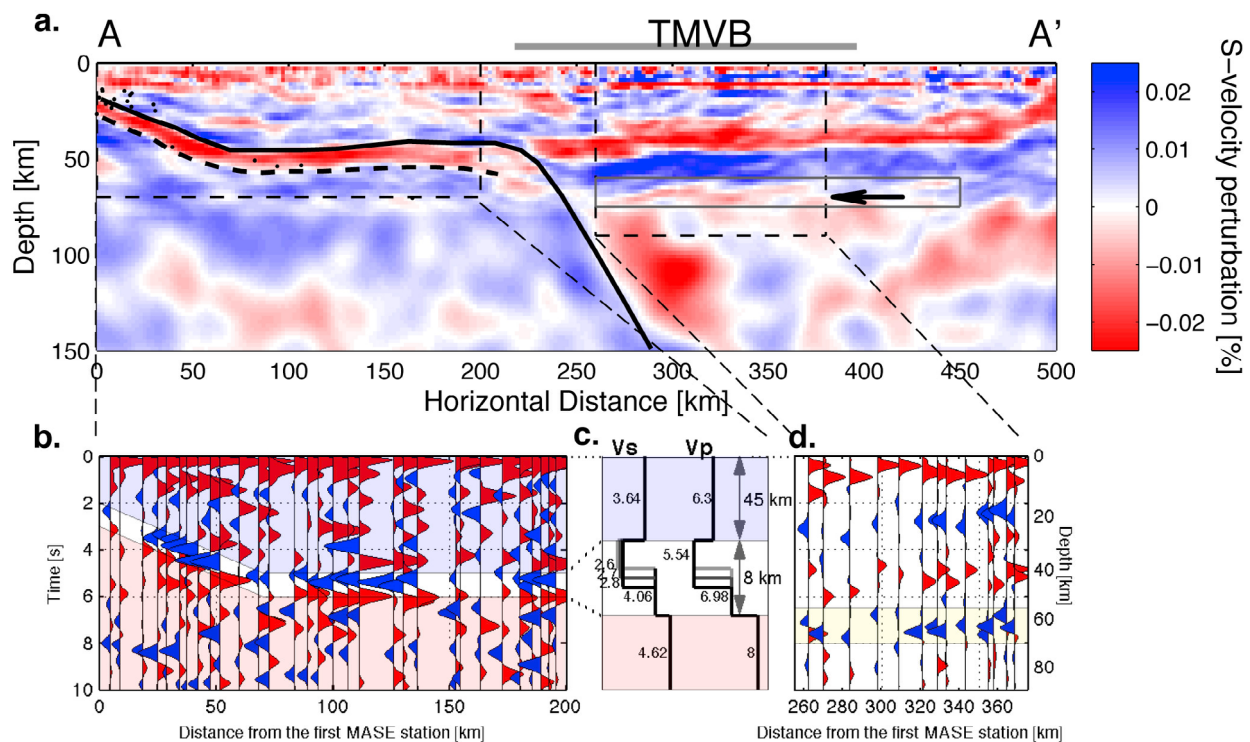 a.
A
TMVB
A'
0
50
100
150
Depth [km]
0 50 100 150 200 250 300 350 400 450 500
Horizontal Distance [km]
0.02
0.01
0
−0.01
−0.02
S−velocity perturbation [%]
b.
0
2
4
6
8
10
Time [s]
0 50 100 150 200
Distance from the first MASE station [km]
c.
Vs Vp
3.64 6.3 45 km
5.54
2.6
2.8
8 km
4.06 6.98
4.62 8
d.
0
20
40
60
80
Depth [km]
260 280 300 320 340 360
Distance from the first MASE station [km]